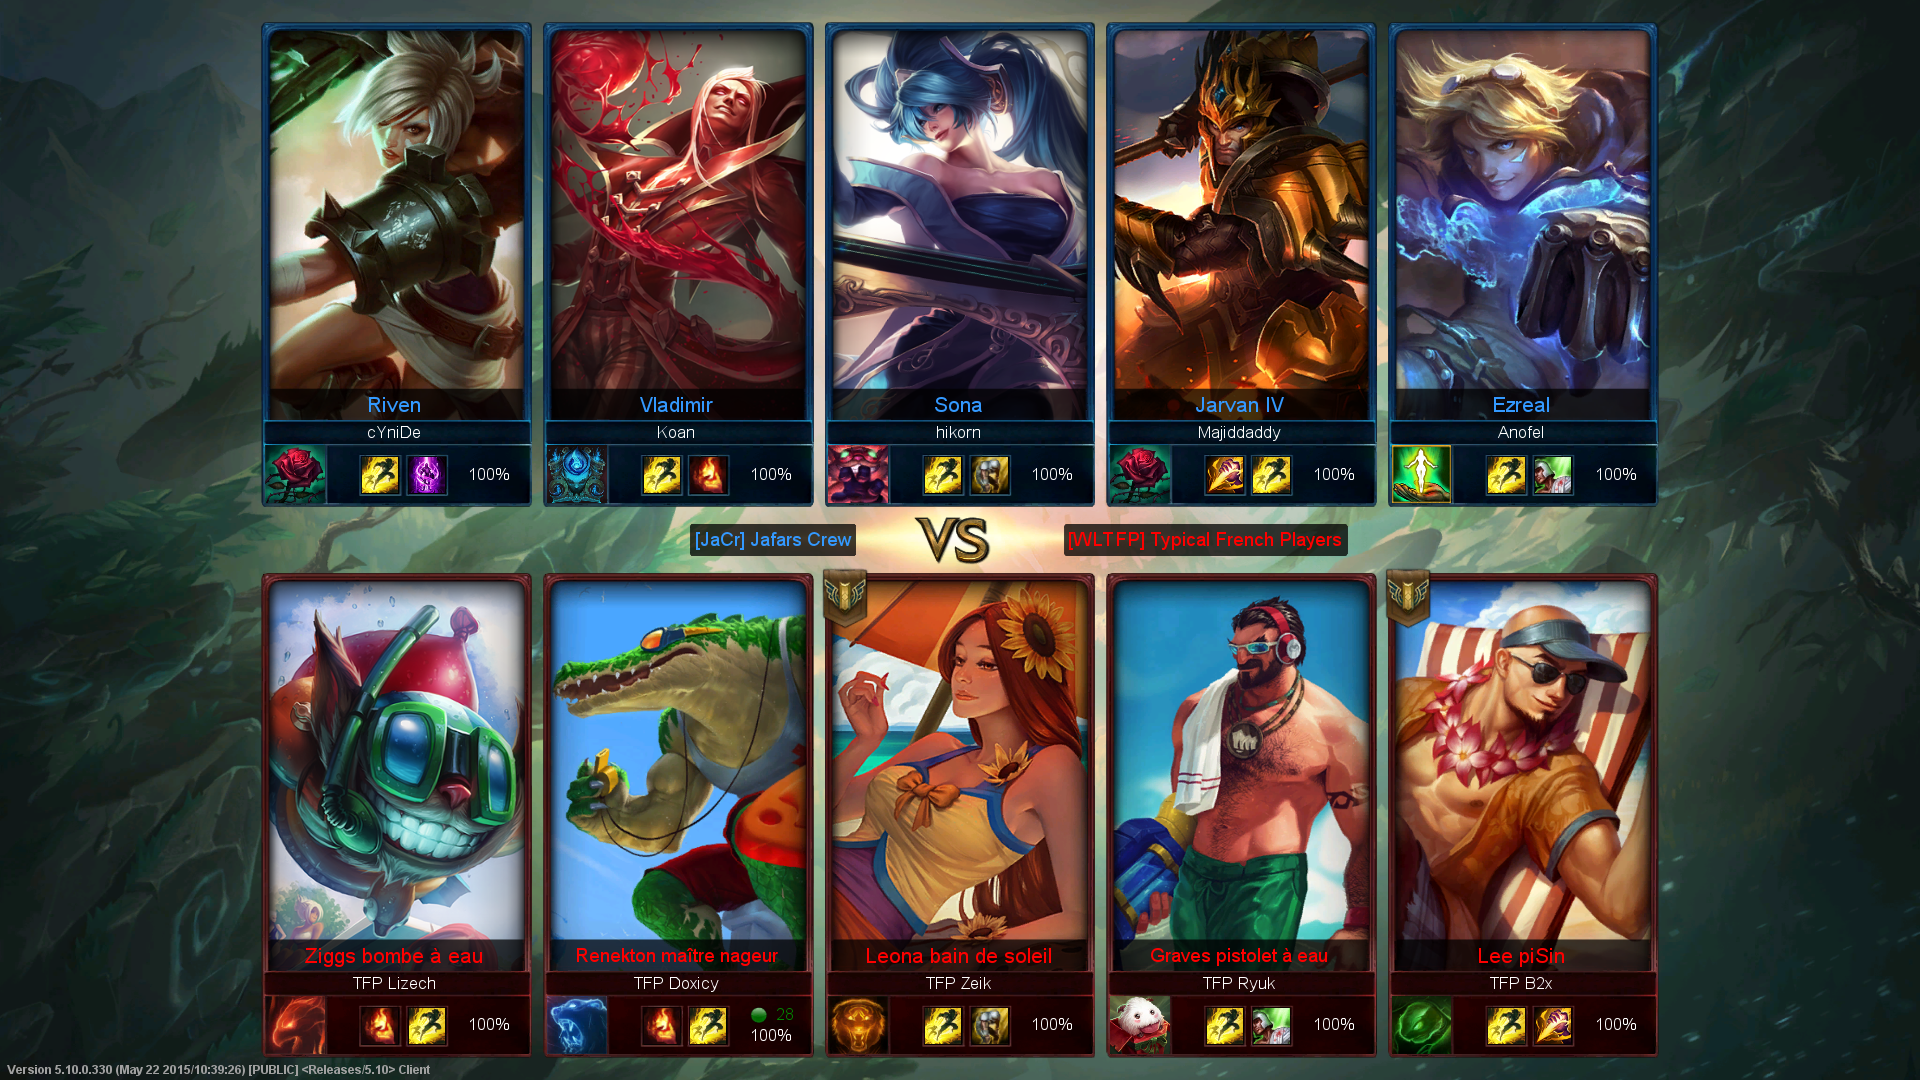 Riven
cYniDe
100%
Vladimir
Koan
100%
Sona
hikorn
100%
Jarvan IV
Majiddaddy
100%
Ezreal
Anofel
100%
[JaCr] Jafars Crew
VS
[WLTFP] Typical French Players
Ziggs bombe à eau
TFP Lizech
100%
Renekton maître nageur
TFP Doxicy
28
100%
Leona bain de soleil
TFP Zeik
100%
Graves pistolet à eau
TFP Ryuk
100%
Lee piSin
TFP B2x
100%
Version 5.10.0.330 (May 22 2015/10:39:26) [PUBLIC] <Releases/5.10> Client